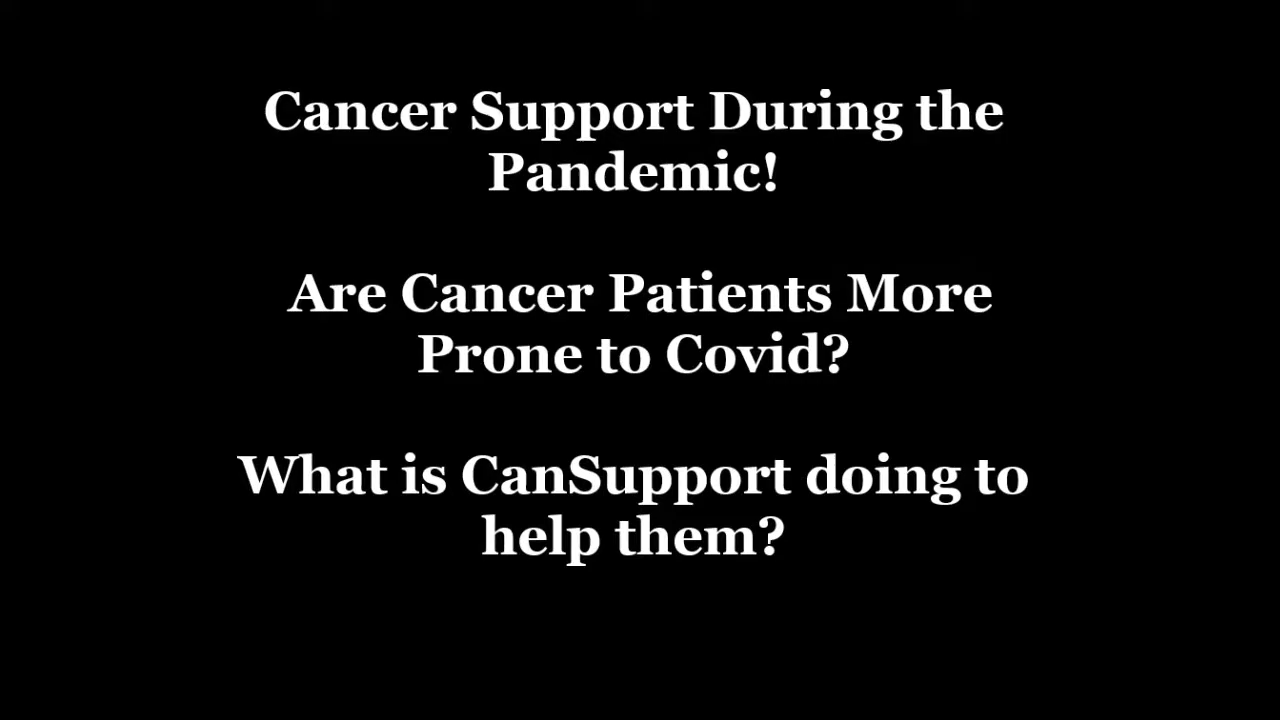 Cancer Support During the
Pandemic!
Are Cancer Patients More
Prone to Covid?
What is CanSupport doing to
help them?